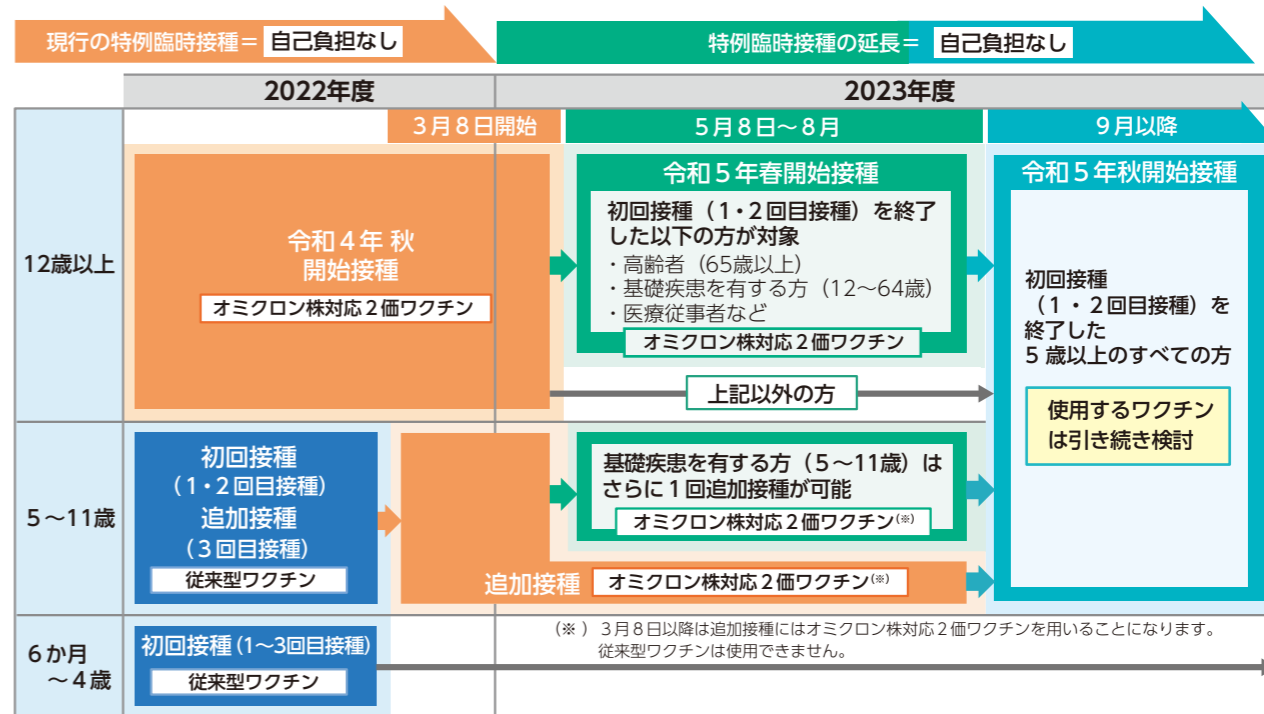 現行の特例臨時接種＝ 自己負担なし
特例臨時接種の延長＝ 自己負担なし
2022年度
2023年度
3月8日開始
5月8日～8月
9月以降
12歳以上
令和4年 秋
開始接種
オミクロン株対応2価ワクチン
令和5年春開始接種
初回接種（1・2回目接種）を終了
した以下の方が対象
・高齢者（65歳以上）
・基礎疾患を有する方（12～64歳）
・医療従事者など
オミクロン株対応2価ワクチン
上記以外の方
令和5年秋開始接種
初回接種
（1・2回目接種）を
終了した
5歳以上のすべての方
使用するワクチン
は引き続き検討
5～11歳
初回接種
（1・2回目接種）
追加接種
（3回目接種）
従来型ワクチン
基礎疾患を有する方（5～11歳）は
さらに1回追加接種が可能
オミクロン株対応2価ワクチン(※)
追加接種 オミクロン株対応2価ワクチン(※)
6か月
～4歳
初回接種（1～3回目接種）
従来型ワクチン
（※）3月8日以降は追加接種にはオミクロン株対応2価ワクチンを用いることになります。
従来型ワクチンは使用できません。